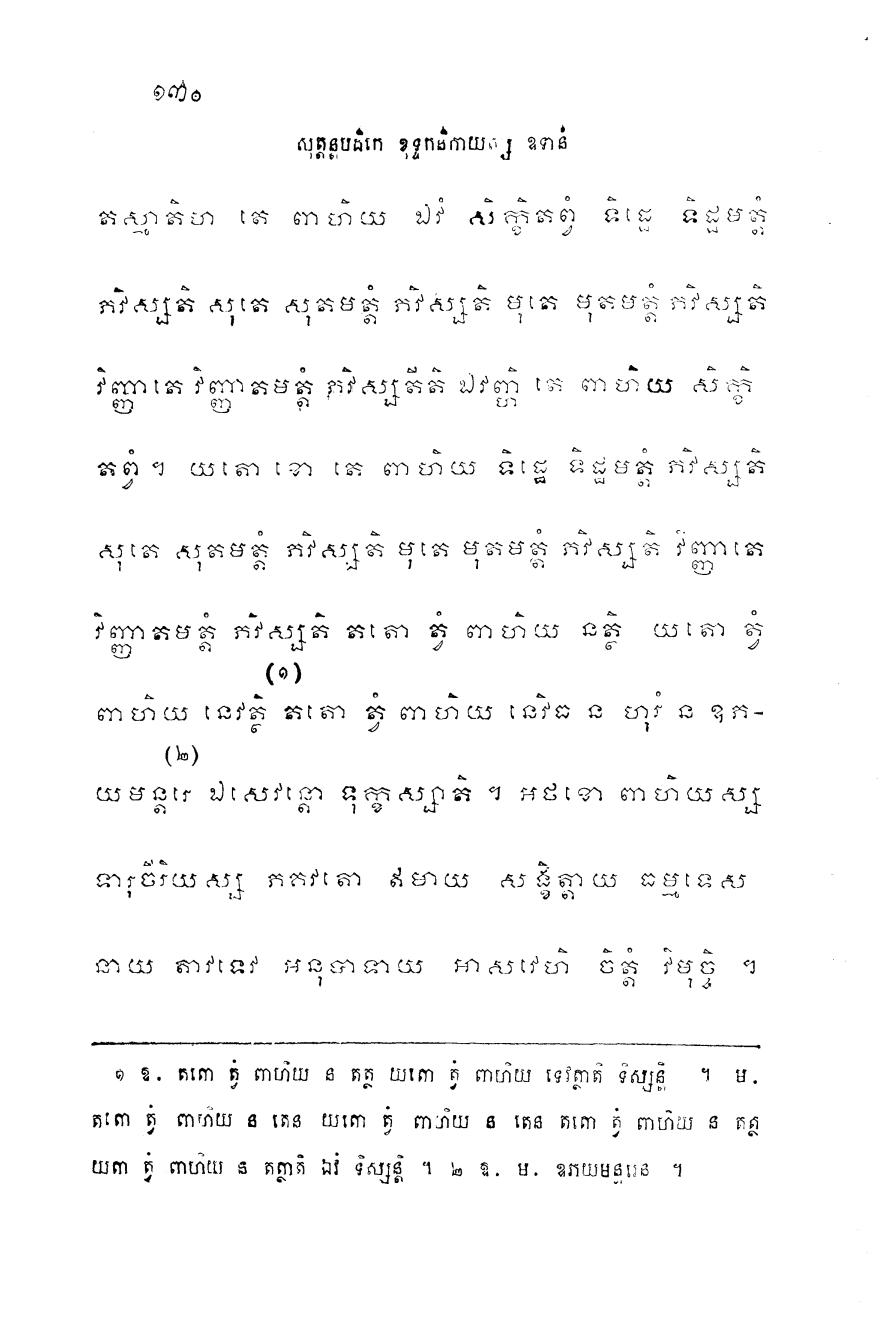 ១៧០
សុត្តន្តបិដកេ ខុទ្ទកនិកាយស្ស ឧទានំ
តស្មាតិហ តេ ពាហិយ ឯវំ សិក្ខិតព្វំ ទិដ្ឋេ ទិដ្ឋមត្តំ
ភវិស្សតិ សុតេ សុតមត្តំ ភវិស្សតិ មុតេ មុតមត្តំ ភវិស្សតិ
វិញ្ញាតេ វិញ្ញាតមត្តំ ភវិស្សតីតិ ឯវញ្ហិ តេ ពាហិយ សិក្ខិ
តព្វំ ។ យតោ ខោ តេ ពាហិយ ទិដ្ឋេ ទិដ្ឋមត្តំ ភវិស្សតិ
សុតេ សុតមត្តំ ភវិស្សតិ មុតេ មុតមត្តំ ភវិស្សតិ វិញ្ញាតេ
វិញ្ញាតមត្តំ ភវិស្សតិ តតោ ត្វំ ពាហិយ នត្ថិ យតោ ត្វំ
(១)
ពាហិយ នេវត្ថិ តតោ ត្វំ ពាហិយ នេវិធ ន ហុរំ ន ឧភ-
(២)
យមន្តរេ ឯសេវន្តោ ទុក្ខស្សាតិ ។ អថខោ ពាហិយស្ស
ទារុចីរិយស្ស ភគវតោ ឥមាយ សង្ខិត្តាយ ធម្មទេស
នាយ តាវទេវ អនុបាទាយ អាសវេហិ ចិត្តំ វិមុច្ចិ ។
១ ឱ. តតោ ត្វំ ពាហិយ ន តត្ថ យតោ ត្វំ ពាហិយ ទេវត្ថាតិ ទិស្សន្តិ ។ ម.
តតោ ត្វំ ពាហិយ ន តេន យតោ ត្វំ ពាហិយ ន តេន តតោ ត្វំ ពាហិយ ន តត្ថ
យតា ត្វំ ពាហិយ ន តត្ថាតិ ឯវំ ទិស្សន្តិ ។ ២ ឱ. ម. ឧភយមន្តរេន ។